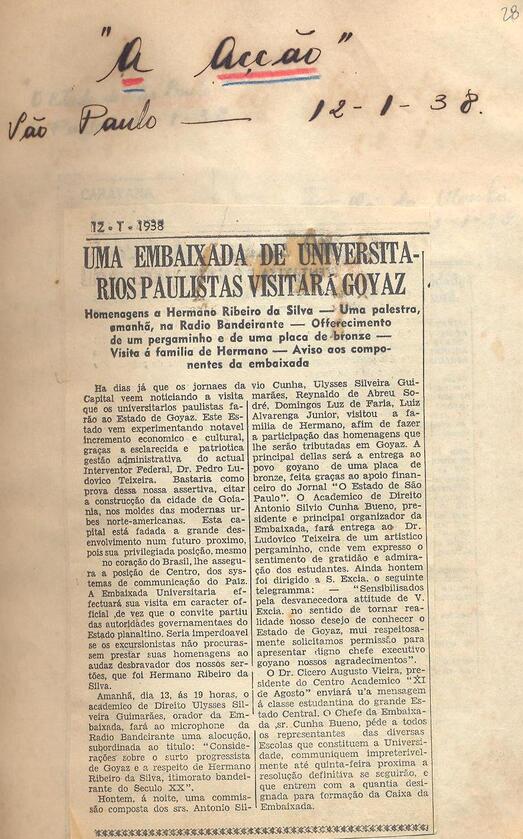 28
"A Acção"
São Paulo — 12-1-38.
12-I-1938
UMA EMBAIXADA DE UNIVERSITA-
RIOS PAULISTAS VISITARÁ GOYAZ
Homenagens a Hermano Ribeiro da Silva — Uma palestra,
amanhã, na Radio Bandeirante — Offerecimento
de um pergaminho e de uma placa de bronze —
Visita á familia de Hermano — Aviso aos compo-
nentes da embaixada
Ha dias já que os jornaes da
Capital veem noticiando a visita
que os universitarios paulistas fa-
rão ao Estado de Goyaz. Este Es-
tado vem experimentando notavel
incremento economico e cultural,
graças a esclarecida e patriotica
gestão administrativa do actual
Interventor Federal, Dr. Pedro Lu-
dovico Teixeira. Bastaria como
prova dessa nossa assertiva, citar
a construcção da cidade de Goia-
nia, nos moldes das modernas ur-
bes norte-americanas. Esta ca-
pital está fadada a grande des-
envolvimento num futuro proximo,
pois sua privilegiada posição, mesmo
no coração do Brasil, lhe assegu-
ra a posição de Centro, dos sys-
temas de communicação do Paiz.
A Embaixada Universitaria ef-
fectuará sua visita em caracter of-
ficial, de vez que o convite partiu
das autoridades governamentaes do
Estado planaltino. Seria imperdoavel
se os excursionistas não procuras-
sem prestar suas homenagens ao
audaz desbravador dos nossos ser-
tões, que foi Hermano Ribeiro da
Silva.
Amanhã, dia 13, ás 19 horas, o
academico de Direito Ulysses Sil-
veira Guimarães, orador da Em-
baixada, fará ao microphone da
Radio Bandeirante uma alocução,
subordinada ao titulo: "Conside-
rações sobre o surto progressista
de Goyaz e a respeito de Hermano
Ribeiro da Silva, itimorato bandei-
rante do Seculo XX".
Hontem, á noite, uma commis-
são composta dos srs. Antonio Sil-
vio Cunha, Ulysses Silveira Gui-
marães, Reynaldo de Abreu So-
dré, Domingos Luz de Faria, Luiz
Alvarenga Junior, visitou a fa-
milia de Hermano, afim de fazer
a participação das homenagens que
lhe serão tributadas em Goyaz. A
principal dellas será a entrega ao
povo goyano de uma placa de
bronze, feita graças ao apoio finan-
ceiro do Jornal "O Estado de São
Paulo". O Academico de Direito
Antonio Silvio Cunha Bueno, pre-
sidente e principal organizador da
Embaixada, fará entrega ao Dr.
Ludovico Teixeira de um artistico
pergaminho, onde vem expresso o
sentimento de gratidão e admira-
ção dos estudantes. Ainda hontem
foi dirigido a S. Excia. o seguinte
telegramma: — "Sensibilisados
pela desvanecedora attitude de V.
Excia. no sentido de tornar rea-
lidade nosso desejo de conhecer o
Estado de Goyaz, mui respeitosa-
mente solicitamos permissão para
apresentar digno chefe executivo
goyano nossos agradecimentos".
O Dr. Cicero Augusto Vieira, pre-
sidente do Centro Academico "XI
de Agosto" enviará u'a mensagem
á classe estudantina do grande Es-
tado Central. O Chefe da Embaixa-
da, sr. Cunha Bueno, péde a todos
os representantes das diversas
Escolas que constituem a Universi-
dade, communiquem impreterivel-
mente até quinta-feira proxima a
resolução definitiva se seguirão, e
que entrem com a quantia desi-
gnada para formação da Caixa da
Embaixada.